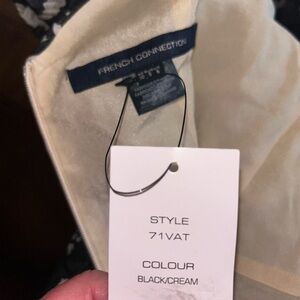 FRENCH CONNECTION
STYLE
71VAT
COLOUR
BLACK/CREAM